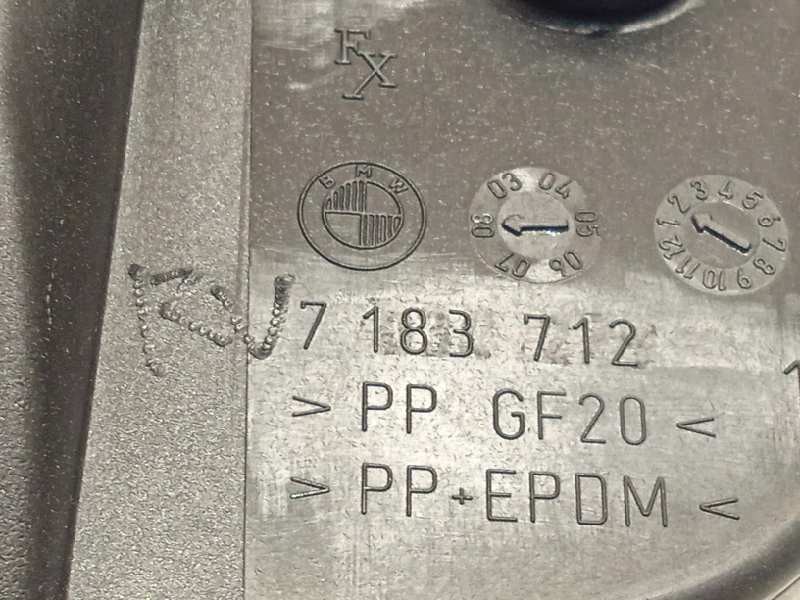 FX
BMW
03 04 05 06 07 08
1 2 3 4 5 6 7 8 9 10 11 12
7 183 712
> PP GF20 <
> PP+EPDM <